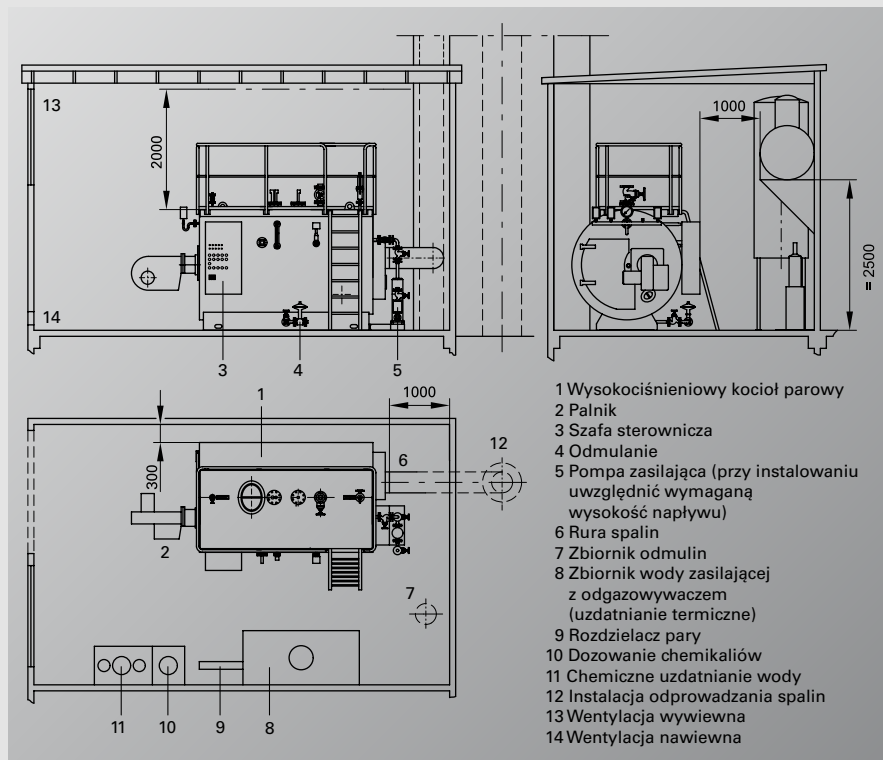 13
2000
14
3
4
5
1000
= 2500
1
1000
12
6
300
2
7
11
10
9
8
1 Wysokociśnieniowy kocioł parowy
2 Palnik
3 Szafa sterownicza
4 Odmulanie
5 Pompa zasilająca (przy instalowaniu
uwzględnić wymaganą
wysokość napływu)
6 Rura spalin
7 Zbiornik odmulin
8 Zbiornik wody zasilającej
z odgazowywaczem
(uzdatnianie termiczne)
9 Rozdzielacz pary
10 Dozowanie chemikaliów
11 Chemiczne uzdatnianie wody
12 Instalacja odprowadzania spalin
13 Wentylacja wywiewna
14 Wentylacja nawiewna